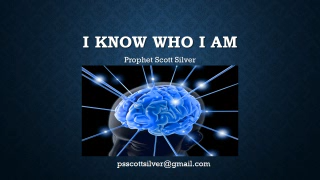 I KNOW WHO I AM
Prophet Scott Silver
psscottsilver@gmail.com